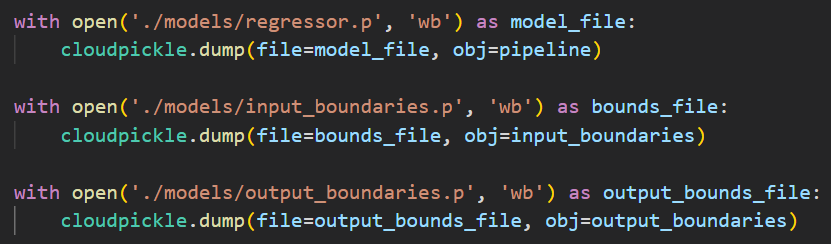 with open('./models/regressor.p', 'wb') as model_file:
    cloudpickle.dump(file=model_file, obj=pipeline)
with open('./models/input_boundaries.p', 'wb') as bounds_file:
    cloudpickle.dump(file=bounds_file, obj=input_boundaries)
with open('./models/output_boundaries.p', 'wb') as output_bounds_file:
    cloudpickle.dump(file=output_bounds_file, obj=output_boundaries)